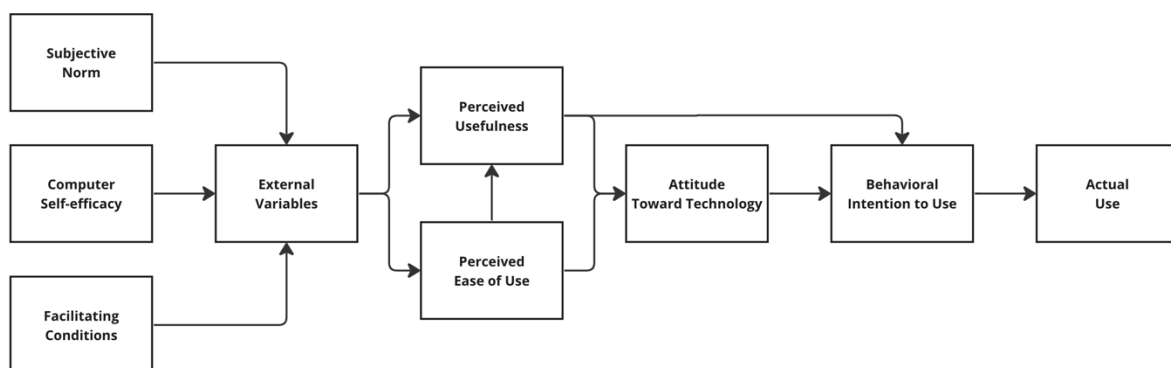 Subjective
Norm
Computer
Self-efficacy
Facilitating
Conditions
External
Variables
Perceived
Usefulness
Perceived
Ease of Use
Attitude
Toward Technology
Behavioral
Intention to Use
Actual
Use